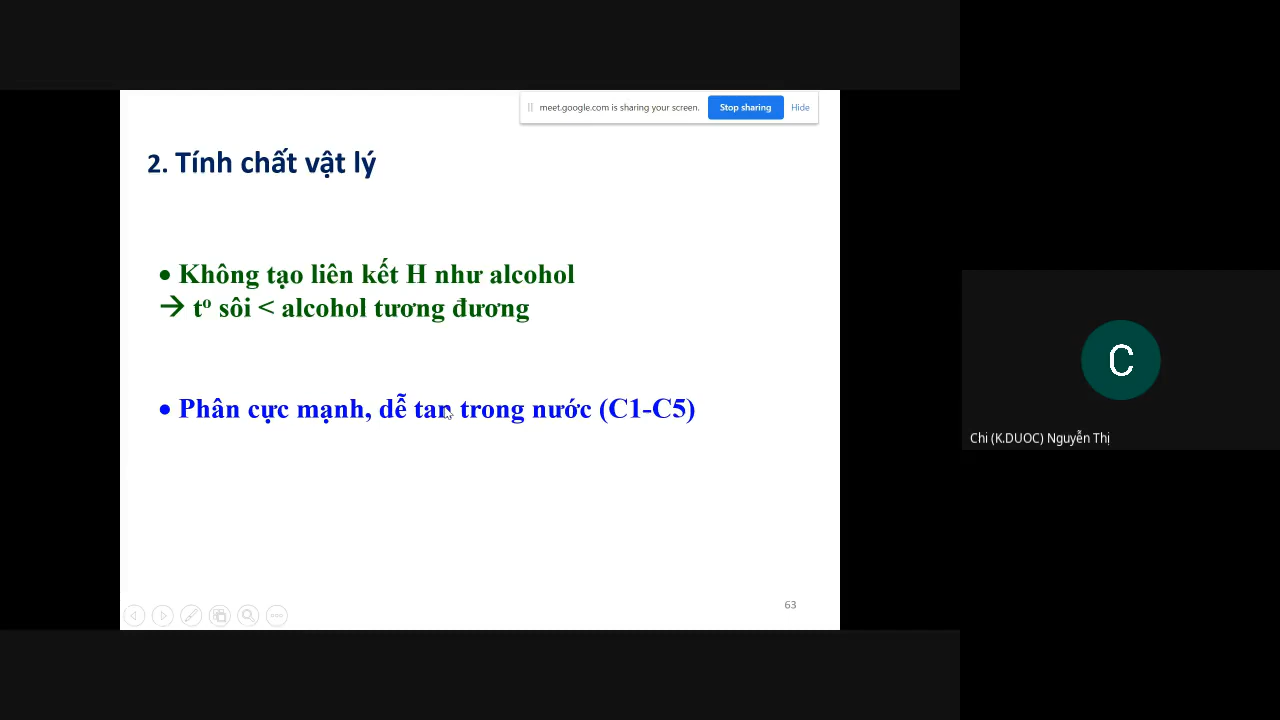 meet.google.com is sharing your screen. Stop sharing Hide
2. Tính chất vật lý
• Không tạo liên kết H như alcohol
→ tº sôi < alcohol tương đương
• Phân cực mạnh, dễ tan trong nước (C1-C5)
C
Chi (K.DUOC) Nguyễn Thị
63